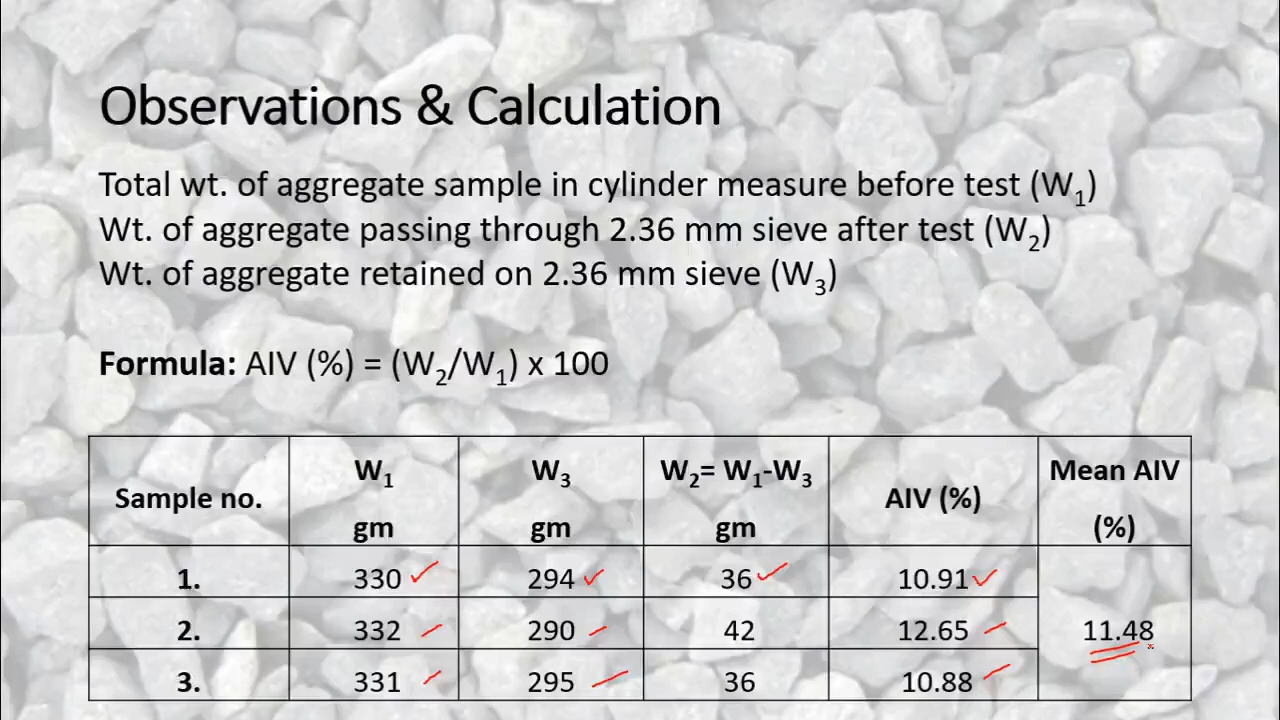 Observations & Calculation
Total wt. of aggregate sample in cylinder measure before test (W₁)
Wt. of aggregate passing through 2.36 mm sieve after test (W₂)
Wt. of aggregate retained on 2.36 mm sieve (W₃)
Formula: AIV (%) = (W₂/W₁) x 100
Sample no. W₁ gm W₃ gm W₂= W₁-W₃ gm AIV (%) Mean AIV (%)
1. 330 294 36 10.91
2. 332 290 42 12.65 11.48
3. 331 295 36 10.88